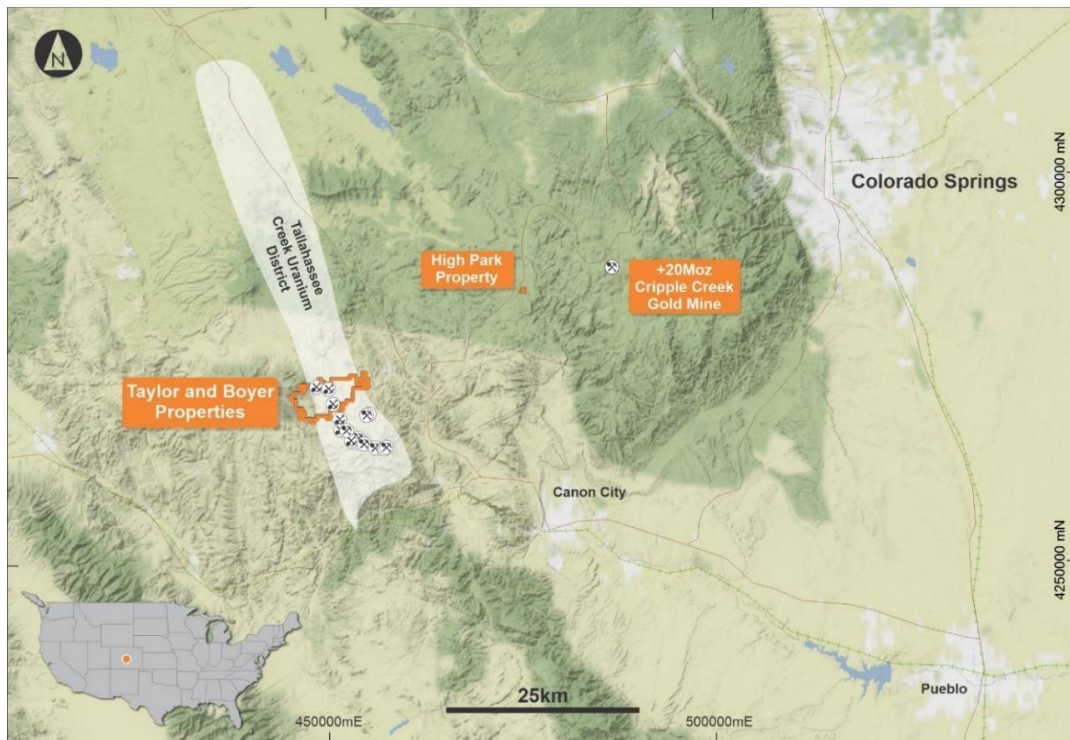 N
4300000 mN
Colorado Springs
Tallahassee
Creek Uranium
District
High Park
Property
+20Moz
Cripple Creek
Gold Mine
Taylor and Boyer
Properties
Canon City
4250000 mN
25km
Pueblo
450000mE
500000mE